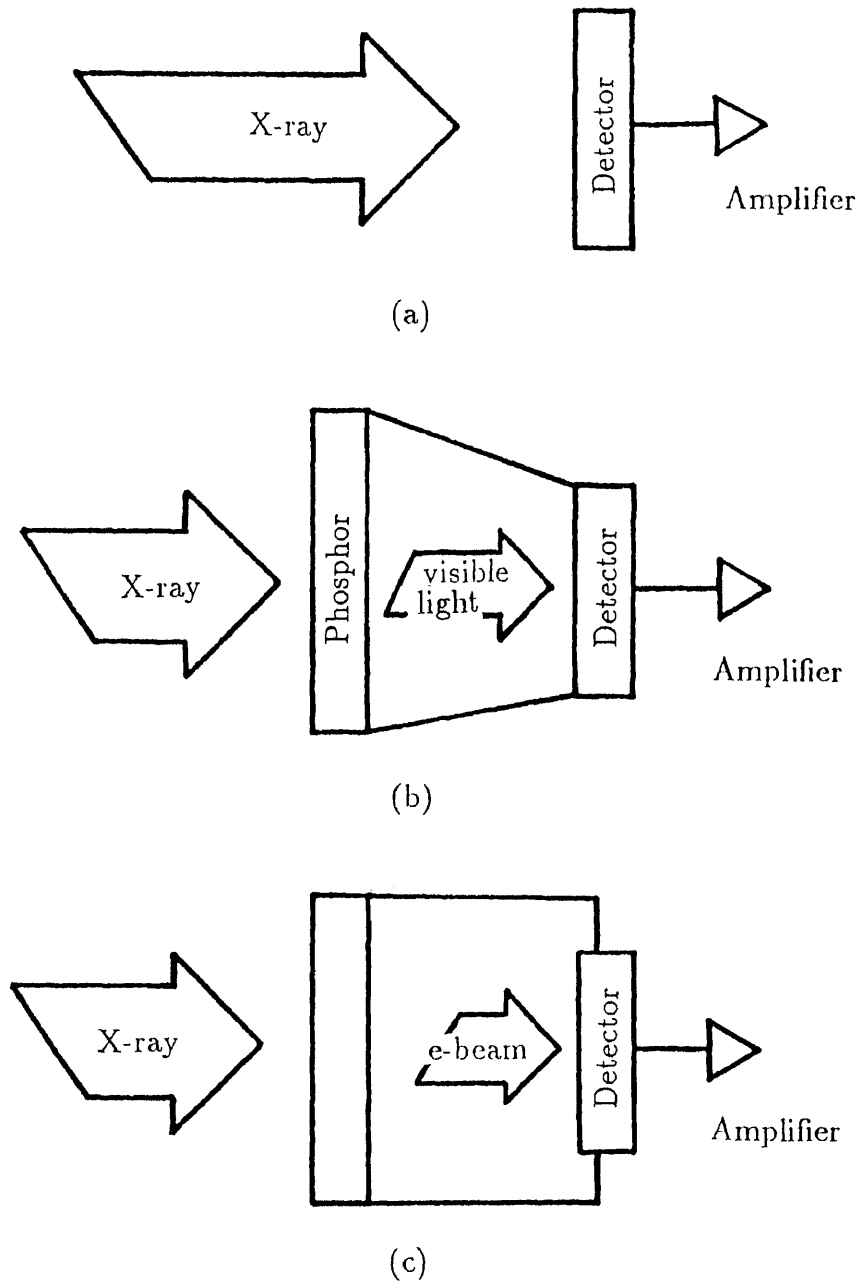 X-ray
Detector
Amplifier
(a)
X-ray
Phosphor
visible
light
Detector
Amplifier
(b)
X-ray
e-beam
Detector
Amplifier
(c)